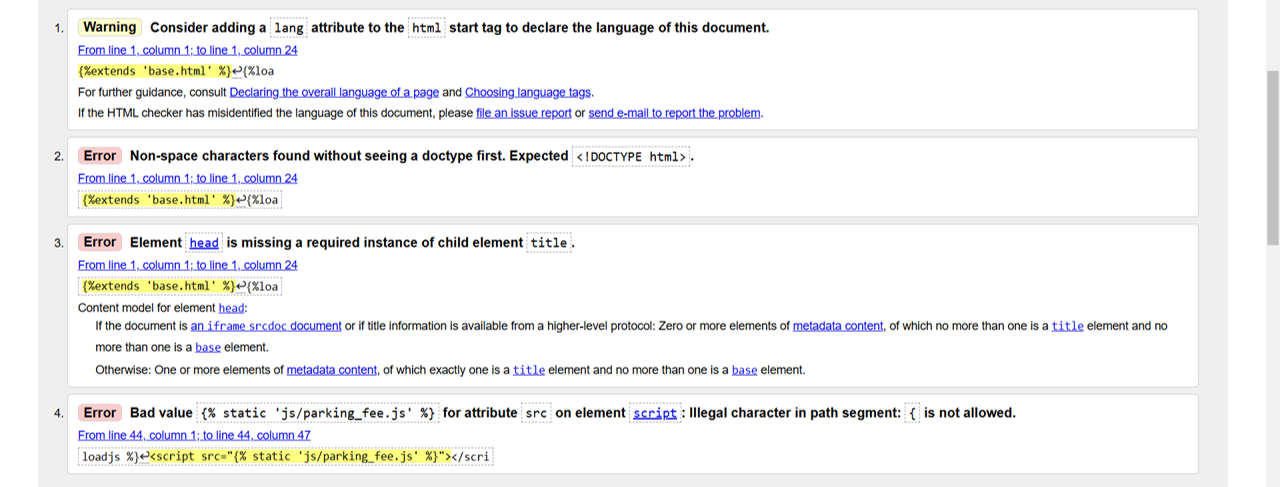 1. Warning Consider adding a lang attribute to the html start tag to declare the language of this document.
From line 1, column 1; to line 1, column 24
{%extends 'base.html' %}↩{%loa
For further guidance, consult Declaring the overall language of a page and Choosing language tags.
If the HTML checker has misidentified the language of this document, please file an issue report or send e-mail to report the problem.
2. Error Non-space characters found without seeing a doctype first. Expected <!DOCTYPE html>.
From line 1, column 1; to line 1, column 24
{%extends 'base.html' %}↩{%loa
3. Error Element head is missing a required instance of child element title.
From line 1, column 1; to line 1, column 24
{%extends 'base.html' %}↩{%loa
Content model for element head:
If the document is an iframe srcdoc document or if title information is available from a higher-level protocol: Zero or more elements of metadata content, of which no more than one is a title element and no
more than one is a base element.
Otherwise: One or more elements of metadata content, of which exactly one is a title element and no more than one is a base element.
4. Error Bad value {% static 'js/parking_fee.js' %} for attribute src on element script: Illegal character in path segment: { is not allowed.
From line 44, column 1; to line 44, column 47
loadjs %}↩<script src="{% static 'js/parking_fee.js' %}"></scri